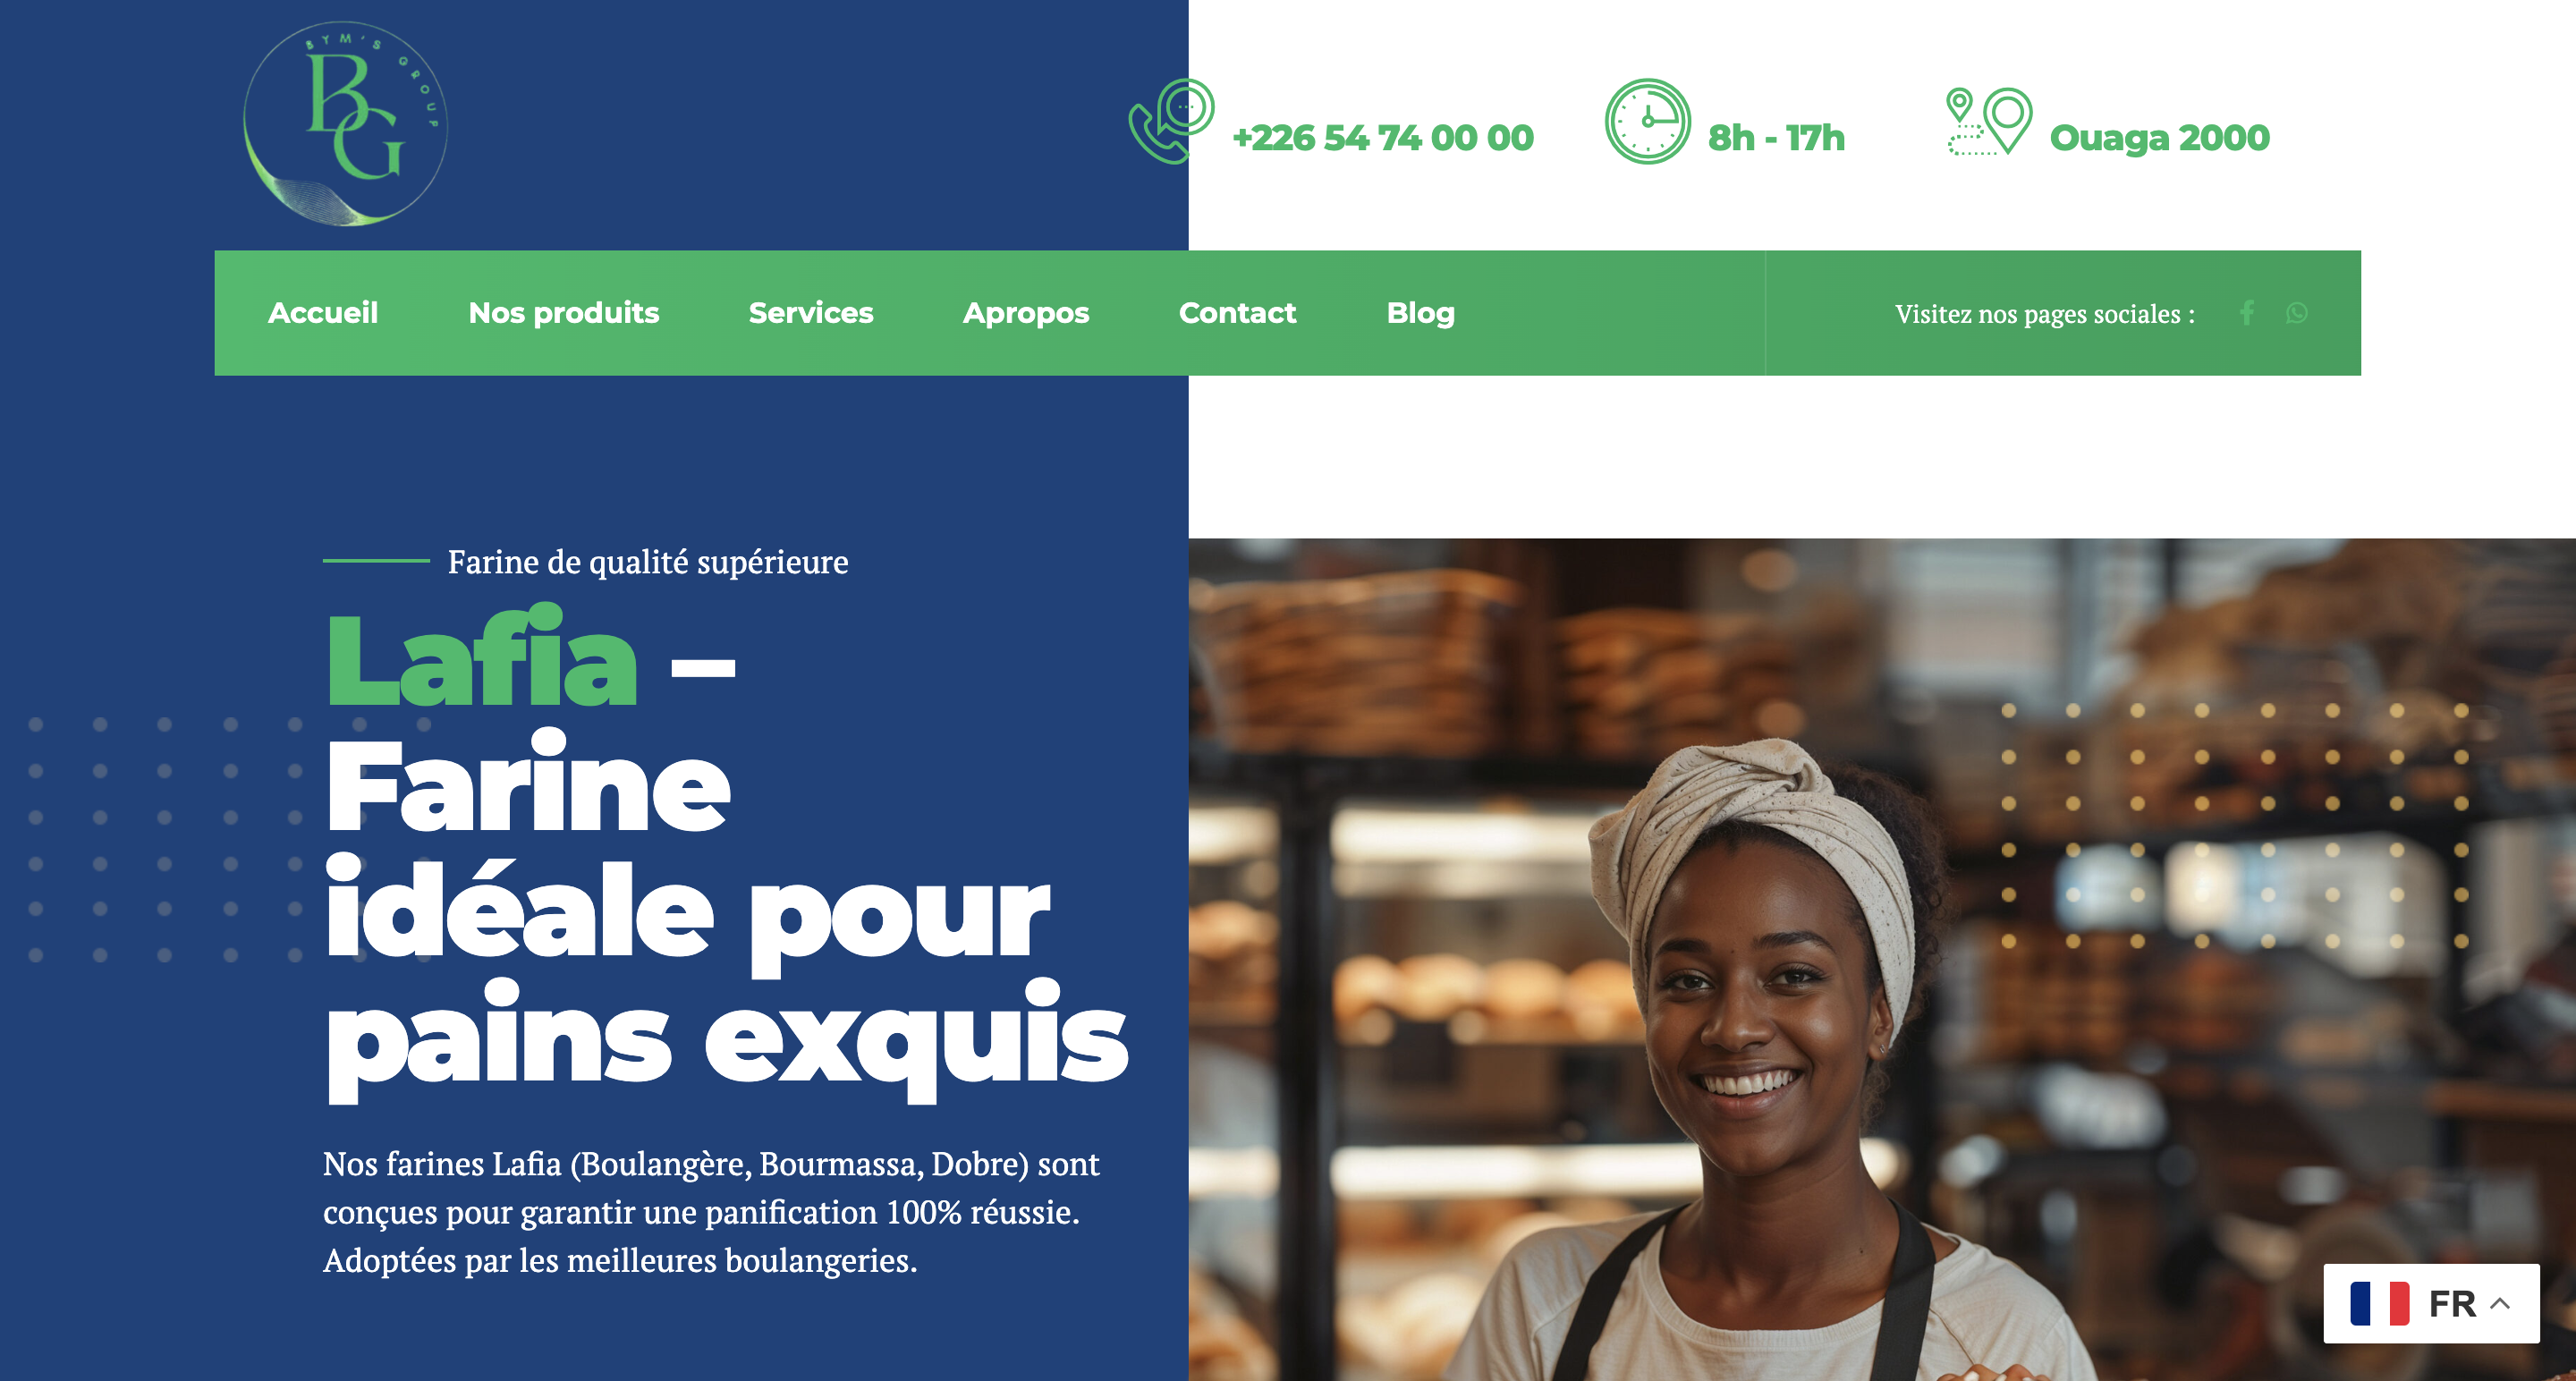 BYM'S GROUP
BG
+226 54 74 00 00
8h - 17h
Ouaga 2000
Accueil
Nos produits
Services
Apropos
Contact
Blog
Visitez nos pages sociales :
Farine de qualité supérieure
Lafia –
Farine
idéale pour
pains exquis
Nos farines Lafia (Boulangère, Bourmassa, Dobre) sont
conçues pour garantir une panification 100% réussie.
Adoptées par les meilleures boulangeries.
FR